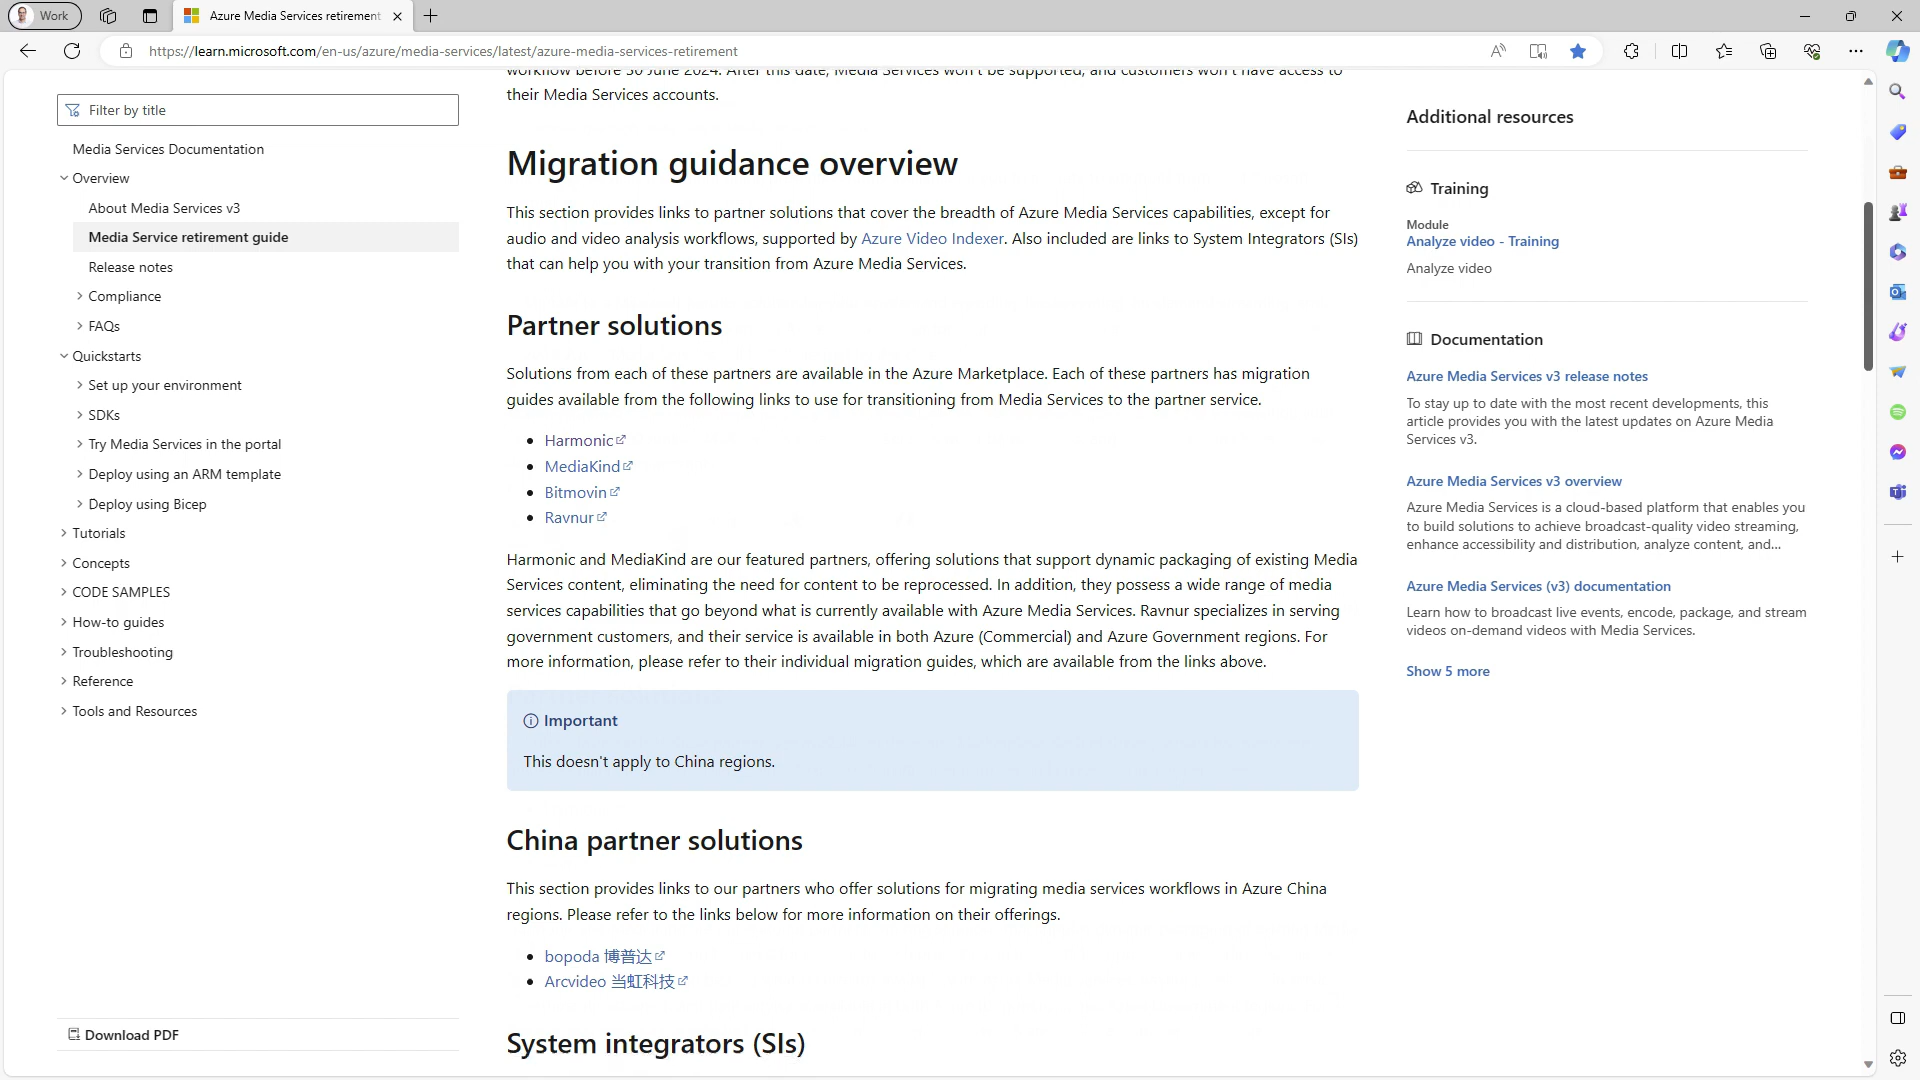 Work
Azure Media Services retirement
https://learn.microsoft.com/en-us/azure/media-services/latest/azure-media-services-retirement
Filter by title
Media Services Documentation
Overview
About Media Services v3
Media Service retirement guide
Release notes
Compliance
FAQs
Quickstarts
Set up your environment
SDKs
Try Media Services in the portal
Deploy using an ARM template
Deploy using Bicep
Tutorials
Concepts
CODE SAMPLES
How-to guides
Troubleshooting
Reference
Tools and Resources
Download PDF
workflow before 30 June 2024. After this date, Media Services won't be supported, and customers won't have access to
their Media Services accounts.
Migration guidance overview
This section provides links to partner solutions that cover the breadth of Azure Media Services capabilities, except for
audio and video analysis workflows, supported by Azure Video Indexer. Also included are links to System Integrators (SIs)
that can help you with your transition from Azure Media Services.
Partner solutions
Solutions from each of these partners are available in the Azure Marketplace. Each of these partners has migration
guides available from the following links to use for transitioning from Media Services to the partner service.
Harmonic
MediaKind
Bitmovin
Ravnur
Harmonic and MediaKind are our featured partners, offering solutions that support dynamic packaging of existing Media
Services content, eliminating the need for content to be reprocessed. In addition, they possess a wide range of media
services capabilities that go beyond what is currently available with Azure Media Services. Ravnur specializes in serving
government customers, and their service is available in both Azure (Commercial) and Azure Government regions. For
more information, please refer to their individual migration guides, which are available from the links above.
Important
This doesn't apply to China regions.
China partner solutions
This section provides links to our partners who offer solutions for migrating media services workflows in Azure China
regions. Please refer to the links below for more information on their offerings.
bopoda 博普达
Arcvideo 当虹科技
System integrators (SIs)
Additional resources
Training
Module
Analyze video - Training
Analyze video
Documentation
Azure Media Services v3 release notes
To stay up to date with the most recent developments, this
article provides you with the latest updates on Azure Media
Services v3.
Azure Media Services v3 overview
Azure Media Services is a cloud-based platform that enables you
to build solutions to achieve broadcast-quality video streaming,
enhance accessibility and distribution, analyze content, and...
Azure Media Services (v3) documentation
Learn how to broadcast live events, encode, package, and stream
videos on-demand videos with Media Services.
Show 5 more